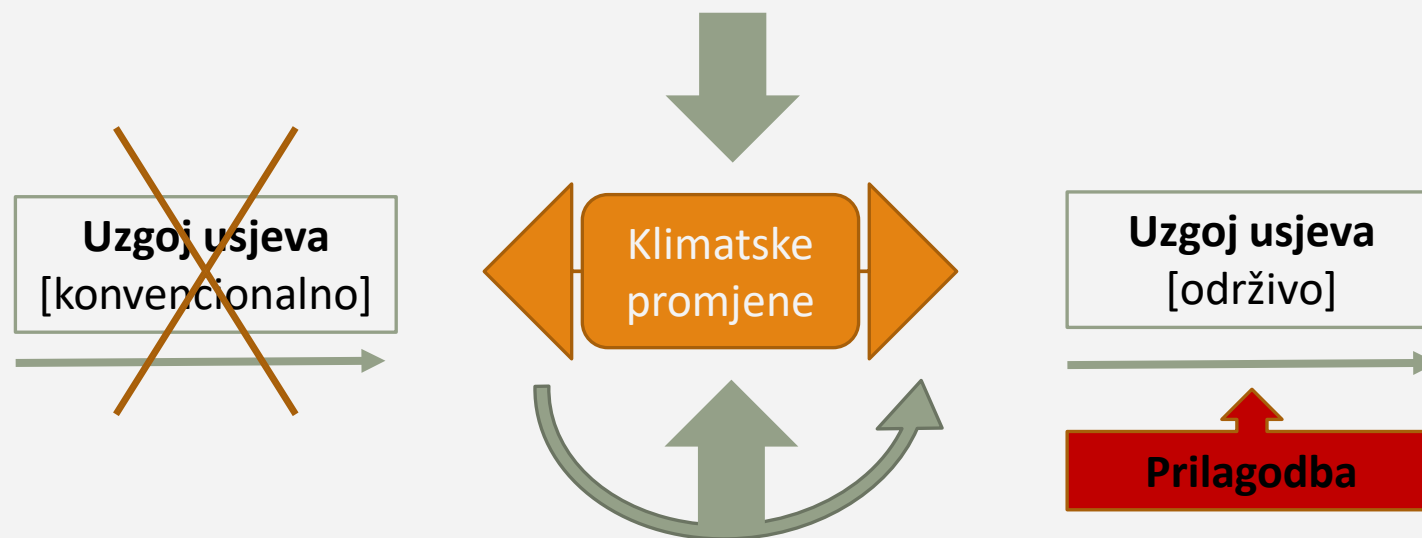 Uzgoj usjeva
[konvencionalno]
Klimatske
promjene
Uzgoj usjeva
[održivo]
Prilagodba